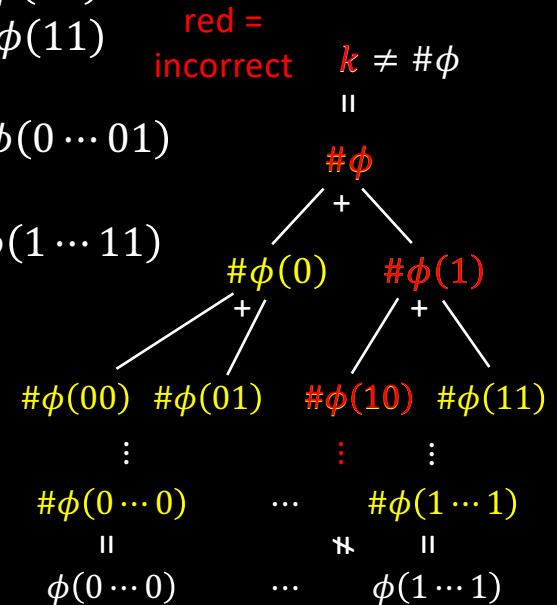 ϕ(11)
red =
incorrect
k ≠ #ϕ
=
ϕ(0 ⋯ 01)
#ϕ
+
ϕ(1 ⋯ 11)
#ϕ(0) #ϕ(1)
+ +
#ϕ(00) #ϕ(01) #ϕ(10) #ϕ(11)
⋮ ⋮ ⋮
#ϕ(0 ⋯ 0) ⋯ #ϕ(1 ⋯ 1)
= ≠ =
ϕ(0 ⋯ 0) ⋯ ϕ(1 ⋯ 1)